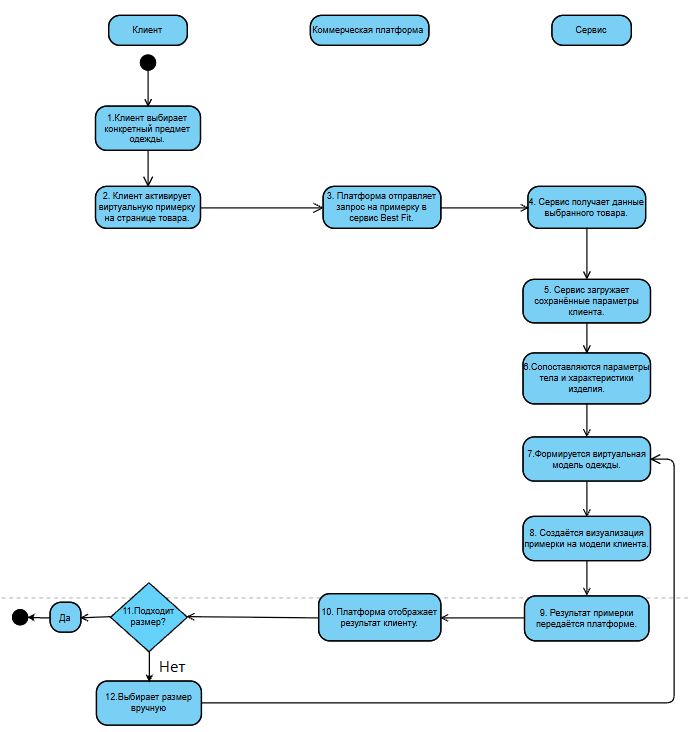 Клиент
Коммерческая платформа
Сервис
1.Клиент выбирает
конкретный предмет
одежды.
2. Клиент активирует
виртуальную примерку
на странице товара.
3. Платформа отправляет
запрос на примерку в
сервис Best Fit.
4. Сервис получает данные
выбранного товара.
5. Сервис загружает
сохранённые параметры
клиента.
6.Сопоставляются параметры
тела и характеристики
изделия.
7.Формируется виртуальная
модель одежды.
8. Создаётся визуализация
примерки на модели клиента.
9. Результат примерки
передаётся платформе.
10. Платформа отображает
результат клиенту.
11.Подходит
размер?
Да
Нет
12.Выбирает размер
вручную